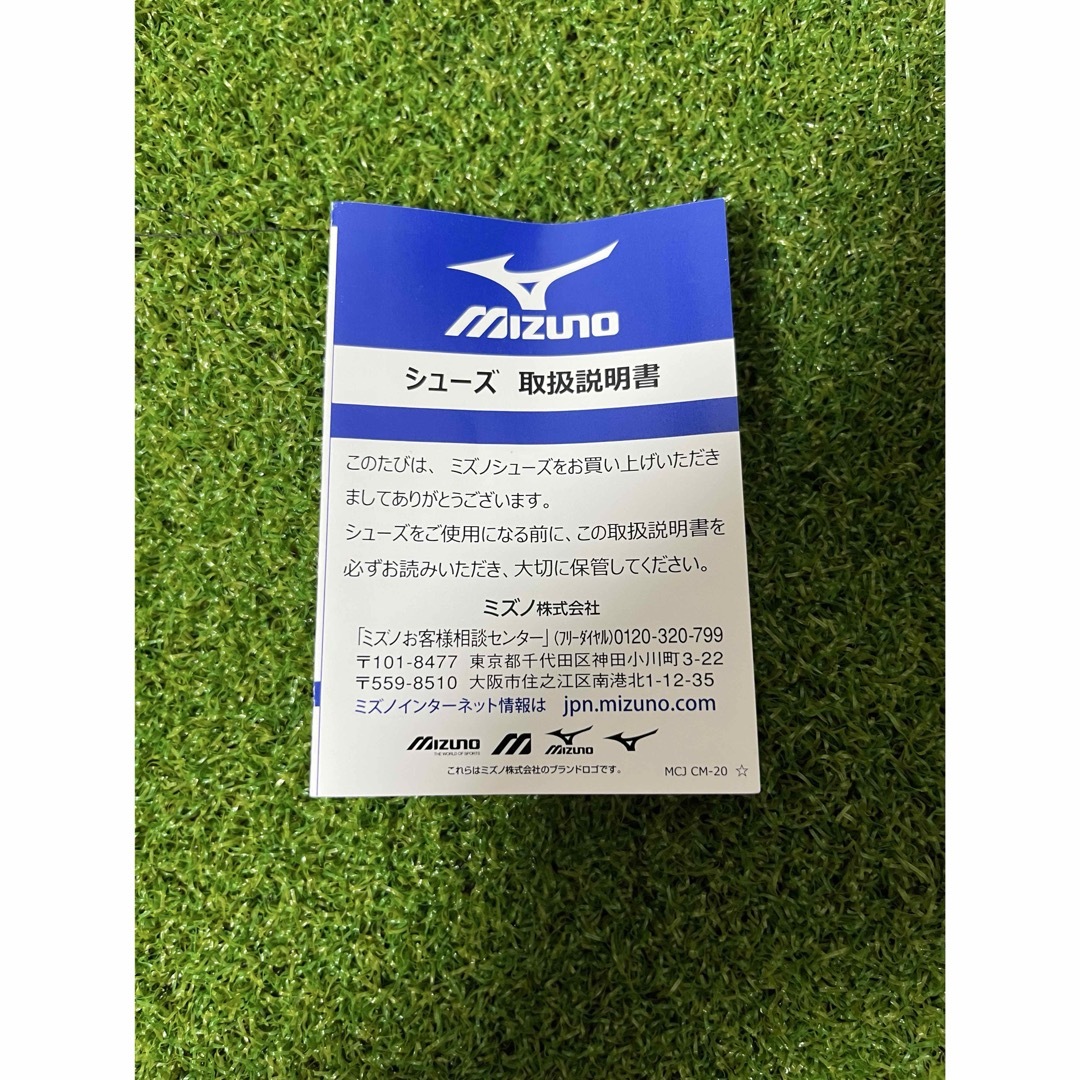 MIZUNO
シューズ 取扱説明書
このたびは、ミズノシューズをお買い上げいただき
ましてありがとうございます。
シューズをご使用になる前に、この取扱説明書を
必ずお読みいただき、大切に保管してください。
ミズノ株式会社
「ミズノお客様相談センター」(フリーダイヤル)0120-320-799
〒101-8477 東京都千代田区神田小川町3-22
〒559-8510 大阪市住之江区南港北1-12-35
ミズノインターネット情報は jpn.mizuno.com
MIZUNO MIZUNO
THE WORLD OF SPORTS
これらはミズノ株式会社のブランドロゴです。 MCJ CM-20 ☆